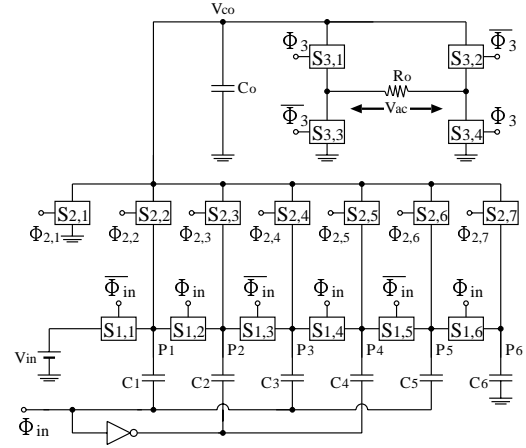 Vco
Φ3 S3,1 S3,2 Φ̅3
Co Ro
Vac
Φ̅3 S3,3 S3,4 Φ3
S2,1 S2,2 S2,3 S2,4 S2,5 S2,6 S2,7
Φ2,1 Φ2,2 Φ2,3 Φ2,4 Φ2,5 Φ2,6 Φ2,7
Φ̅in Φin Φ̅in Φin Φ̅in Φin
S1,1 S1,2 S1,3 S1,4 S1,5 S1,6
Vin P1 P2 P3 P4 P5 P6
C1 C2 C3 C4 C5 C6
Φin